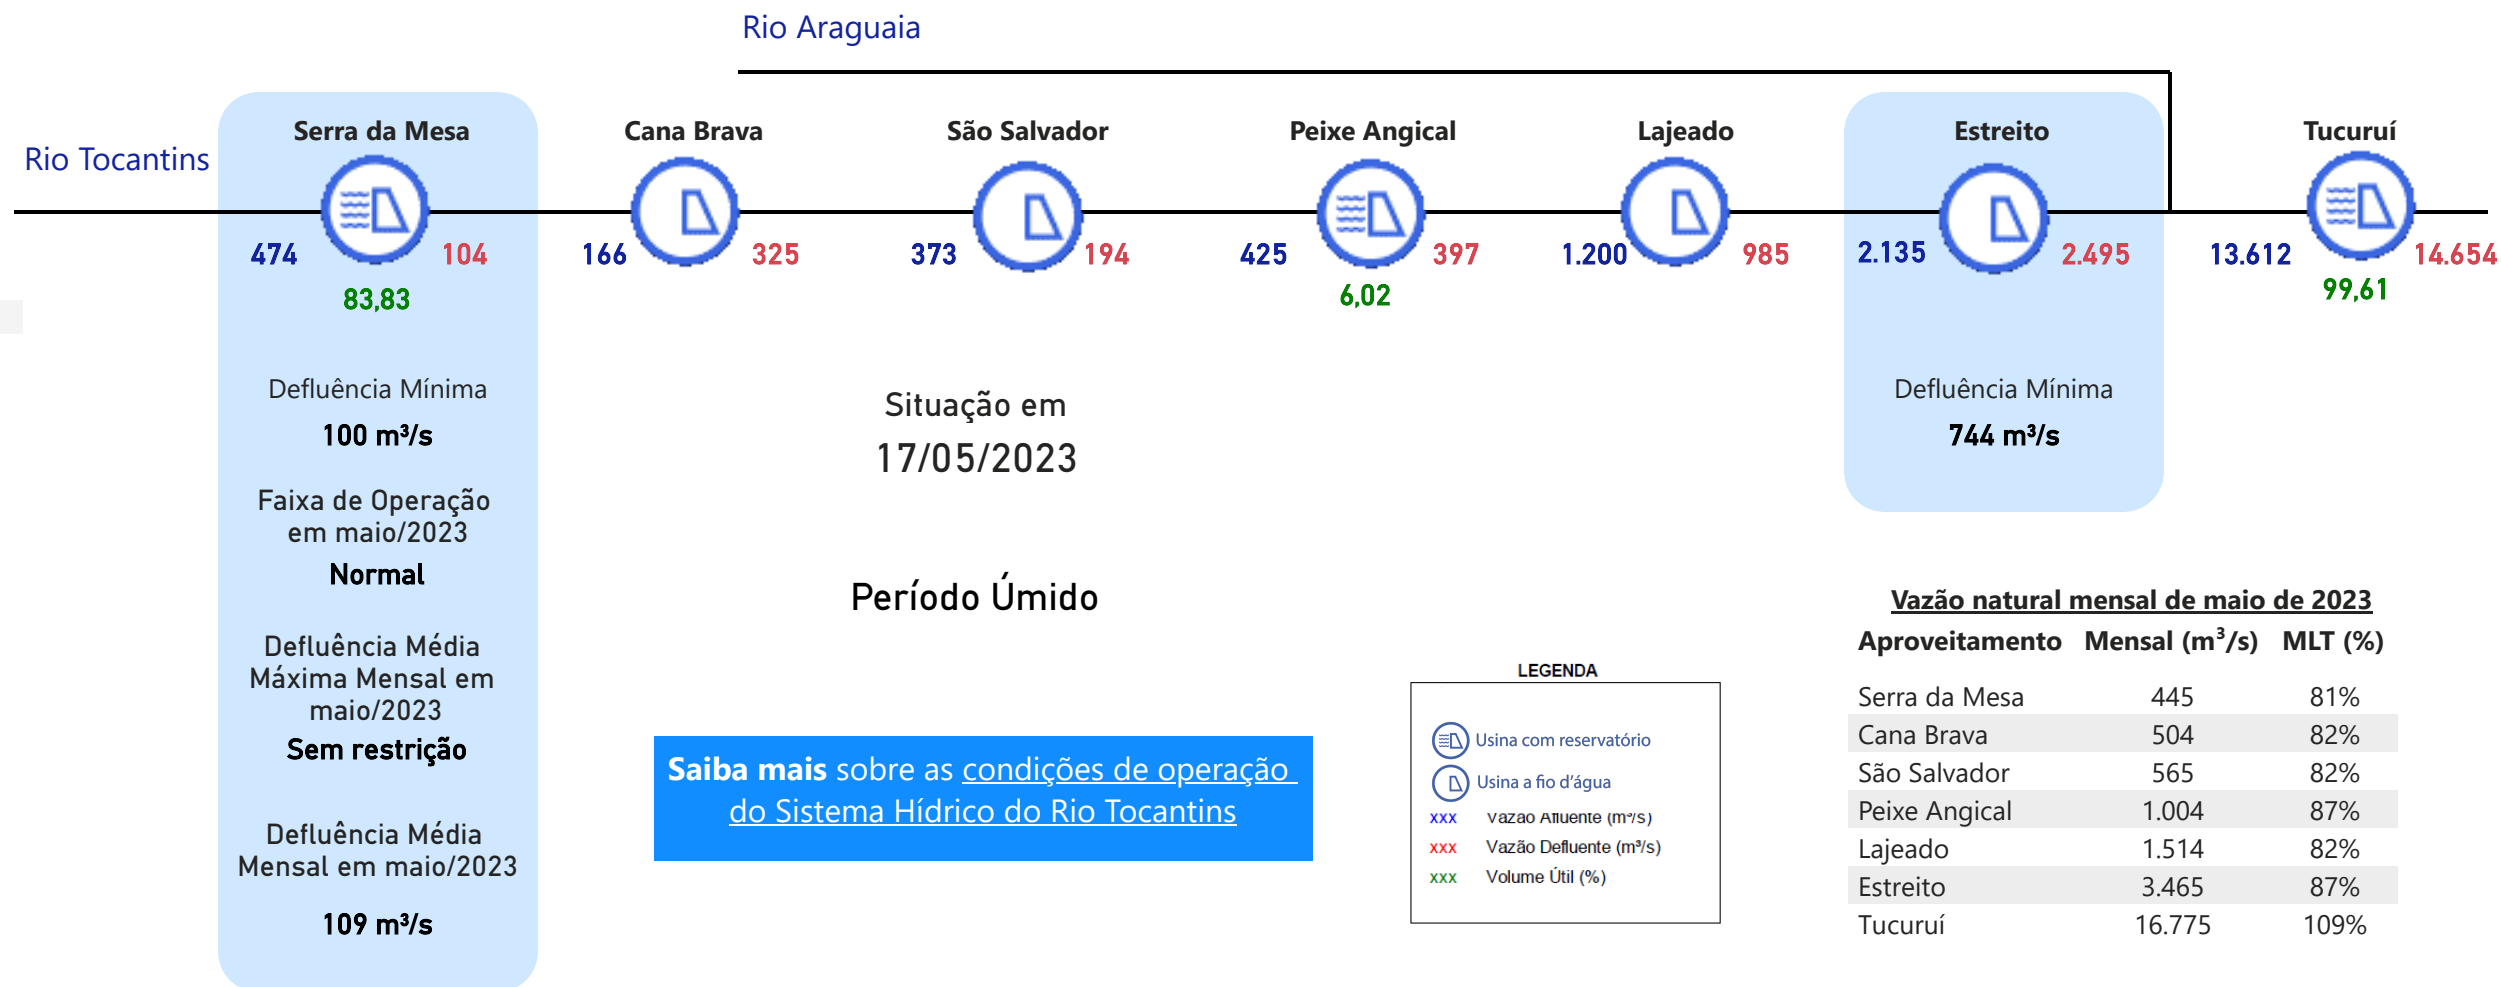 Rio Araguaia
Rio Tocantins
Serra da Mesa
Cana Brava
São Salvador
Peixe Angical
Lajeado
Estreito
Tucuruí
474
104
83,83
166
325
373
194
425
397
6,02
1.200
985
2.135
2.495
13.612
14.654
99,61
Defluência Mínima
100 m³/s
Faixa de Operação
em maio/2023
Normal
Defluência Média
Máxima Mensal em
maio/2023
Sem restrição
Defluência Média
Mensal em maio/2023
109 m³/s
Situação em
17/05/2023
Período Úmido
Saiba mais sobre as condições de operação
do Sistema Hídrico do Rio Tocantins
Defluência Mínima
744 m³/s
LEGENDA
Usina com reservatório
Usina a fio d'água
xxx Vazão Afluente (m³/s)
xxx Vazão Defluente (m³/s)
xxx Volume Útil (%)
Vazão natural mensal de maio de 2023
Aproveitamento Mensal (m³/s) MLT (%)
Serra da Mesa 445 81%
Cana Brava 504 82%
São Salvador 565 82%
Peixe Angical 1.004 87%
Lajeado 1.514 82%
Estreito 3.465 87%
Tucuruí 16.775 109%